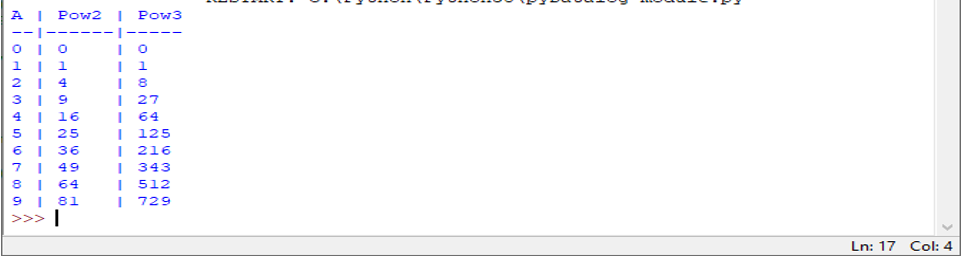 A | Pow2 | Pow3
--|------|-----
0 | 0    | 0
1 | 1    | 1
2 | 4    | 8
3 | 9    | 27
4 | 16   | 64
5 | 25   | 125
6 | 36   | 216
7 | 49   | 343
8 | 64   | 512
9 | 81   | 729
>>>
Ln: 17 Col: 4